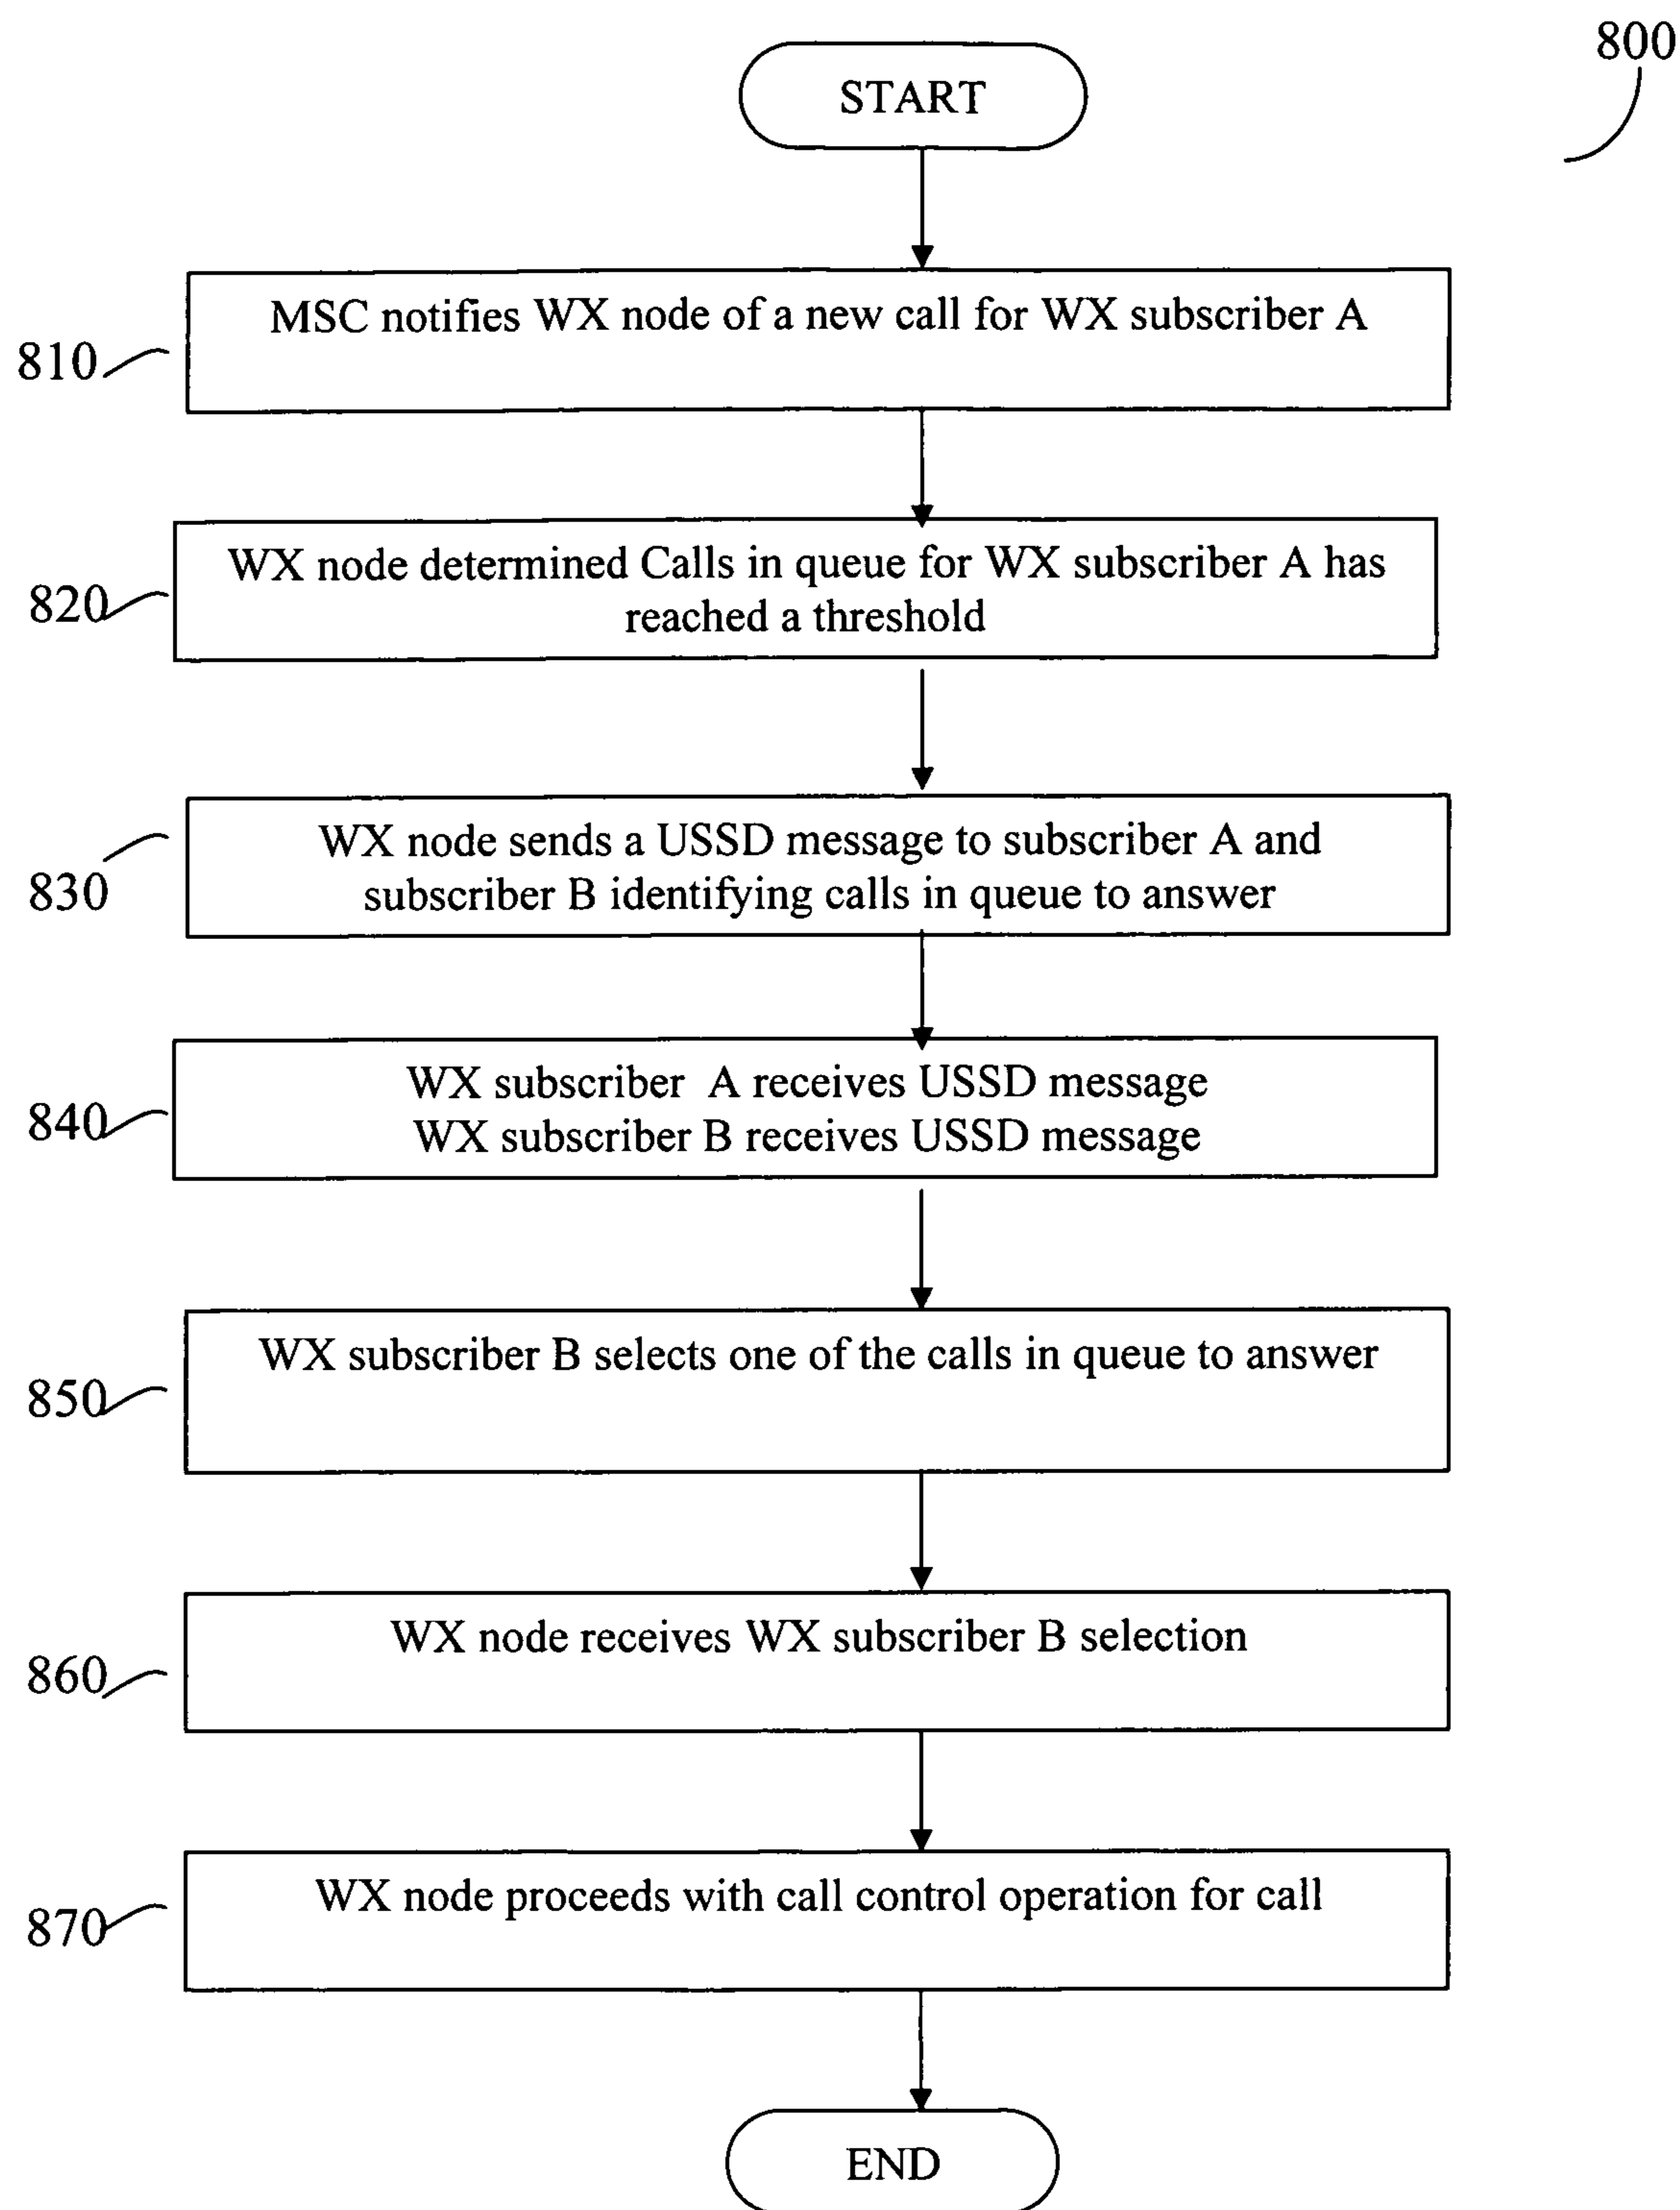 800
START
MSC notifies WX node of a new call for WX subscriber A
810
WX node determined Calls in queue for WX subscriber A has
reached a threshold
820
WX node sends a USSD message to subscriber A and
subscriber B identifying calls in queue to answer
830
WX subscriber A receives USSD message
WX subscriber B receives USSD message
840
WX subscriber B selects one of the calls in queue to answer
850
WX node receives WX subscriber B selection
860
WX node proceeds with call control operation for call
870
END